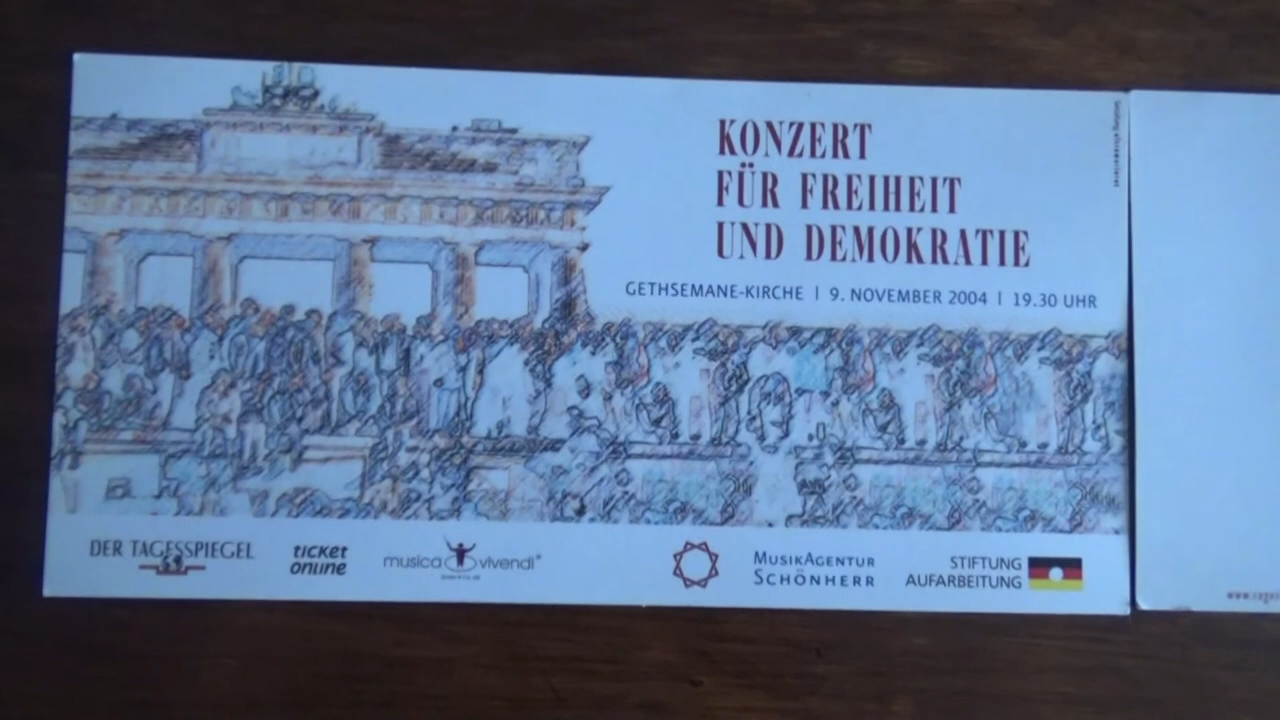 KONZERT
FÜR FREIHEIT
UND DEMOKRATIE
GETHSEMANE-KIRCHE | 9. NOVEMBER 2004 | 19.30 UHR
DER TAGESSPIEGEL
ticket
online
musica vivendi
MUSIKAGENTUR
SCHÖNHERR
STIFTUNG
AUFARBEITUNG